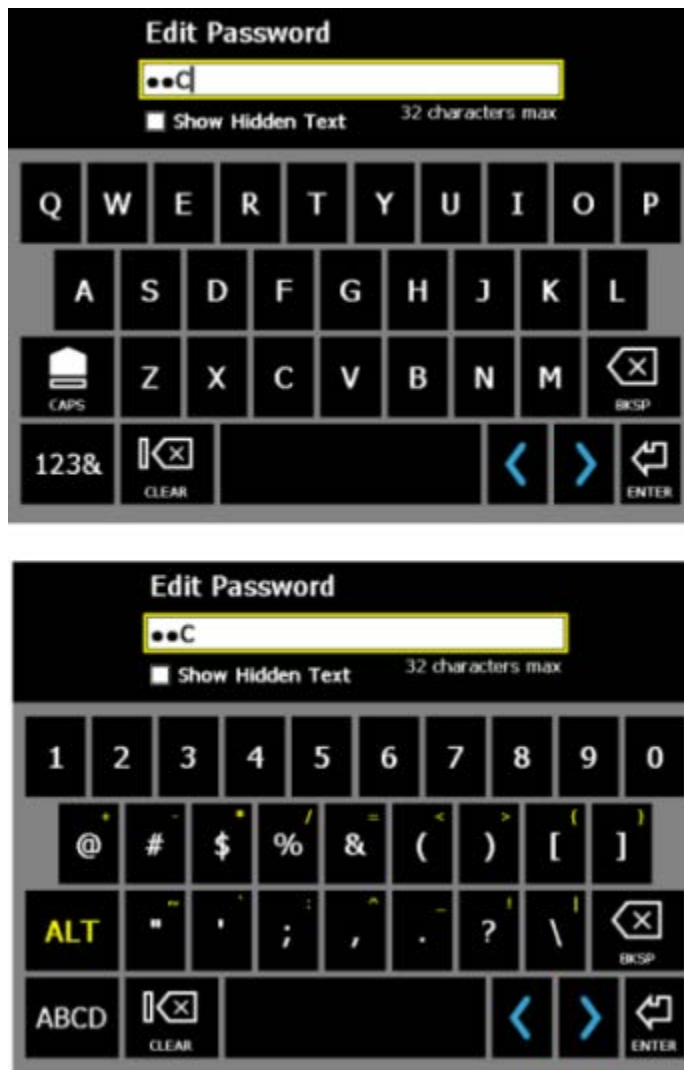 Edit Password
●●C
Show Hidden Text 32 characters max
Q W E R T Y U I O P
A S D F G H J K L
CAPS Z X C V B N M BKSP
123& CLEAR ENTER
Edit Password
●●C
Show Hidden Text 32 characters max
1 2 3 4 5 6 7 8 9 0
@ + # - $ * % / & = ( < ) > [ { ] }
ALT " ~ ' ` ; : , ^ . _ ? ! \ | BKSP
ABCD CLEAR ENTER